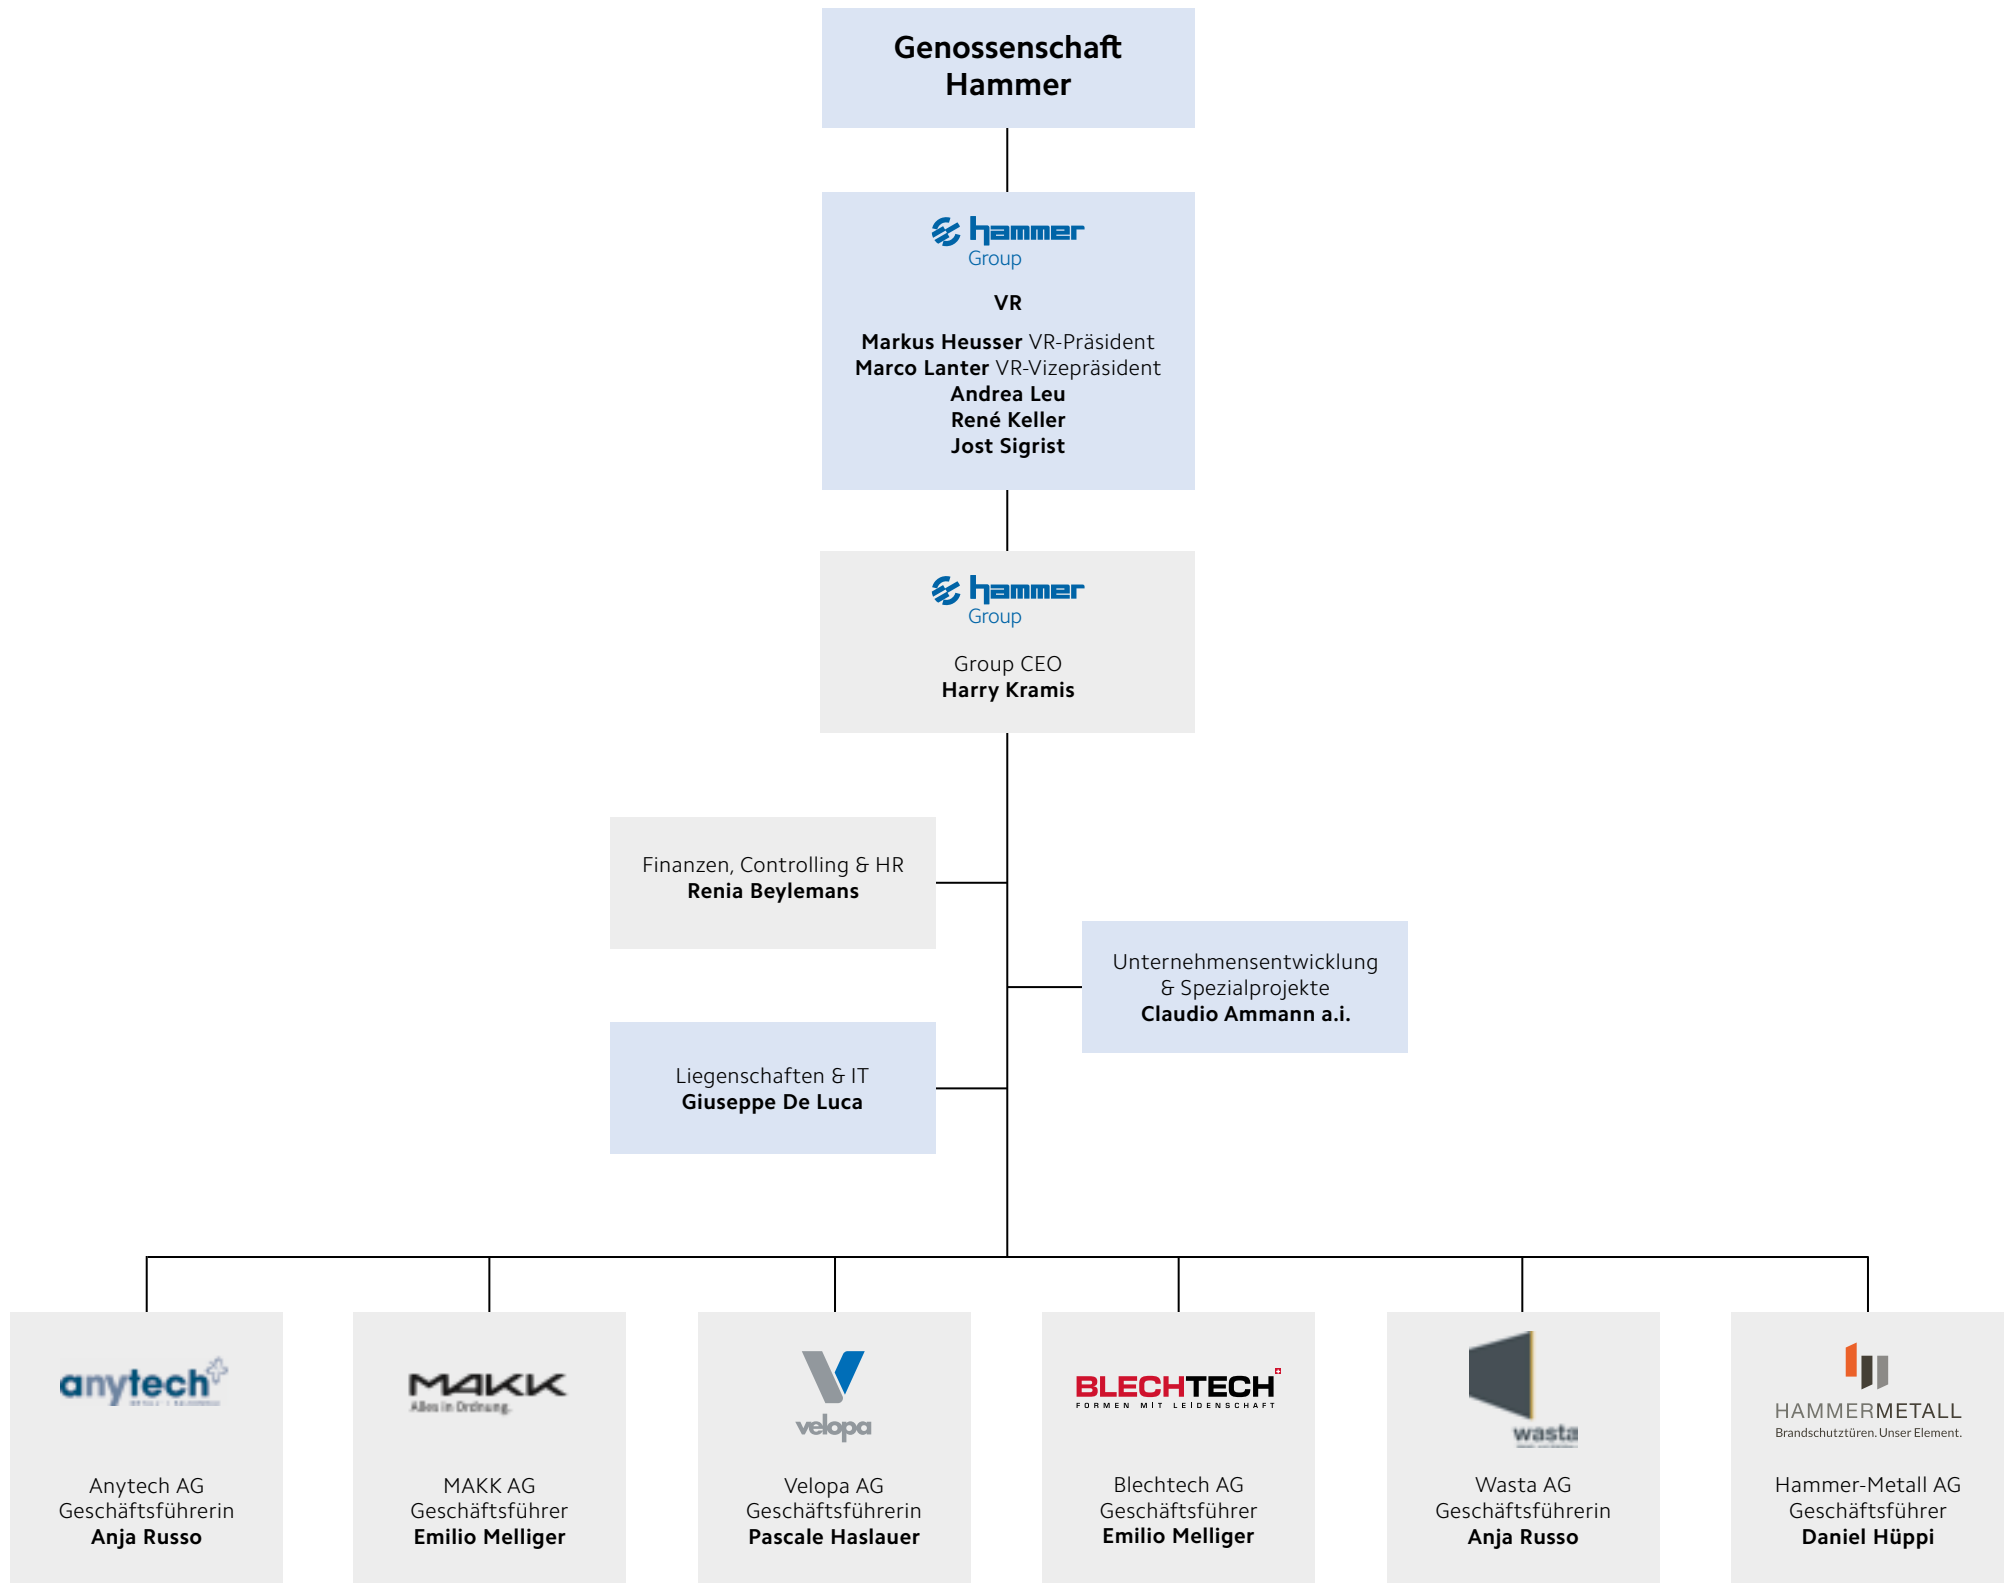 Genossenschaft
Hammer
hammer
Group
VR
Markus Heusser VR-Präsident
Marco Lanter VR-Vizepräsident
Andrea Leu
René Keller
Jost Sigrist
hammer
Group
Group CEO
Harry Kramis
Finanzen, Controlling & HR
Renia Beylemans
Unternehmensentwicklung
& Spezialprojekte
Claudio Ammann a.i.
Liegenschaften & IT
Giuseppe De Luca
anytech
Anytech AG
Geschäftsführerin
Anja Russo
MAKK
Alles in Ordnung.
MAKK AG
Geschäftsführer
Emilio Melliger
velopa
Velopa AG
Geschäftsführerin
Pascale Haslauer
BLECHTECH
FORMEN MIT LEIDENSCHAFT
Blechtech AG
Geschäftsführer
Emilio Melliger
wasta
Wasta AG
Geschäftsführerin
Anja Russo
HAMMERMETALL
Brandschutztüren. Unser Element.
Hammer-Metall AG
Geschäftsführer
Daniel Hüppi